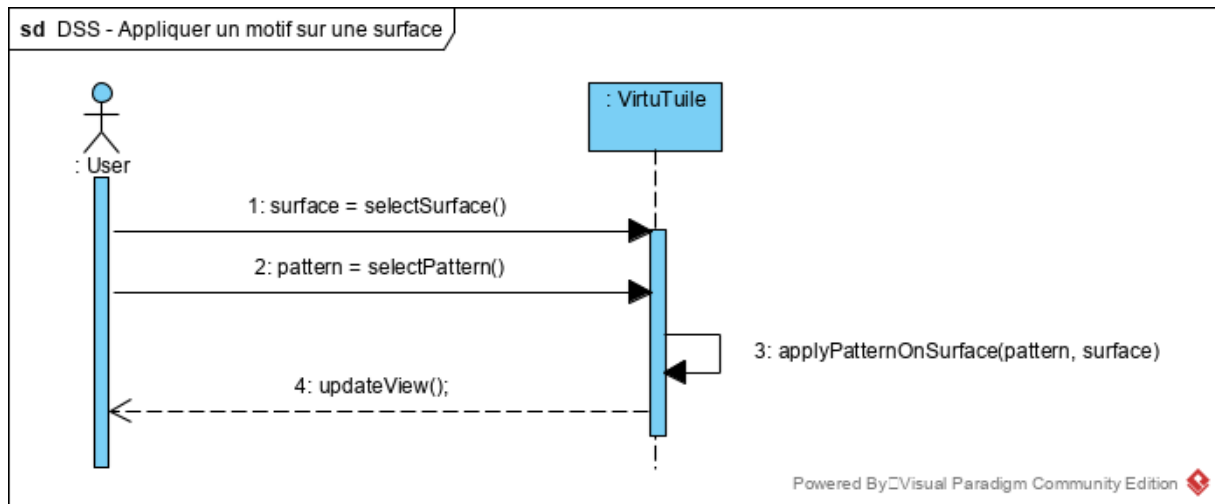 sd DSS - Appliquer un motif sur une surface
: User
: VirtuTuile
1: surface = selectSurface()
2: pattern = selectPattern()
3: applyPatternOnSurface(pattern, surface)
4: updateView();
Powered By Visual Paradigm Community Edition